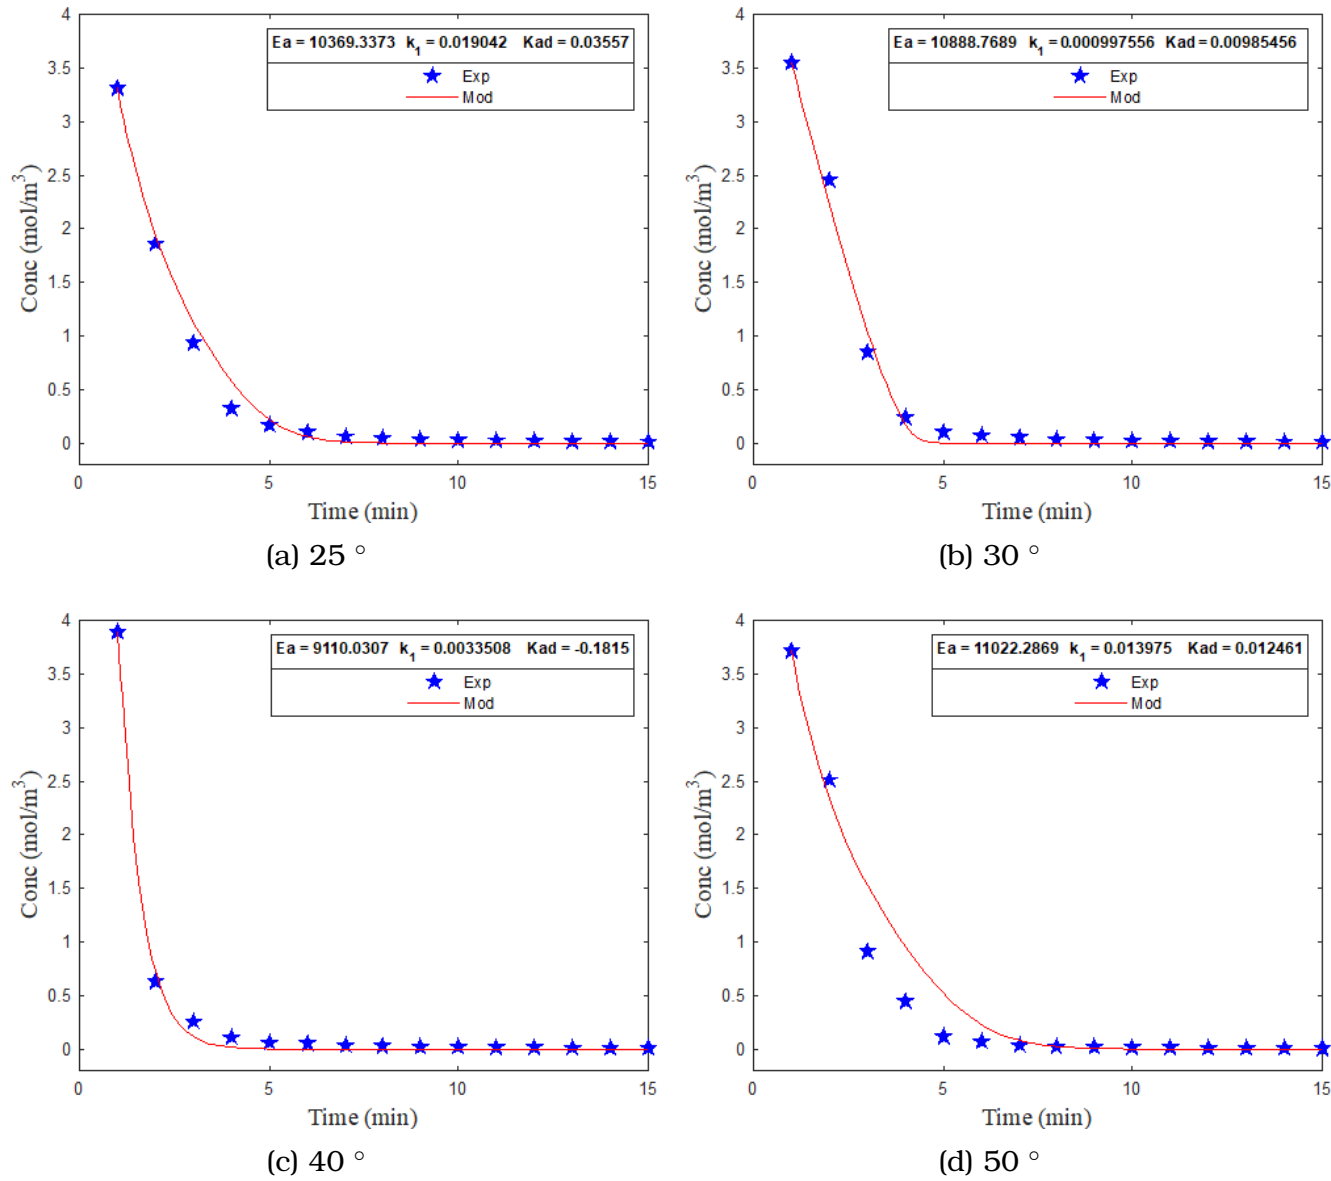 Ea = 10369.3373 k1 = 0.019042 Kad = 0.03557
Exp
Mod
4
3.5
3
2.5
2
1.5
1
0.5
0
Conc (mol/m³)
0 5 10 15
Time (min)
(a) 25 °
Ea = 10888.7689 k1 = 0.000997556 Kad = 0.00985456
Exp
Mod
4
3.5
3
2.5
2
1.5
1
0.5
0
Conc (mol/m³)
0 5 10 15
Time (min)
(b) 30 °
Ea = 9110.0307 k1 = 0.0033508 Kad = -0.1815
Exp
Mod
4
3.5
3
2.5
2
1.5
1
0.5
0
Conc (mol/m³)
0 5 10 15
Time (min)
(c) 40 °
Ea = 11022.2869 k1 = 0.013975 Kad = 0.012461
Exp
Mod
4
3.5
3
2.5
2
1.5
1
0.5
0
Conc (mol/m³)
0 5 10 15
Time (min)
(d) 50 °